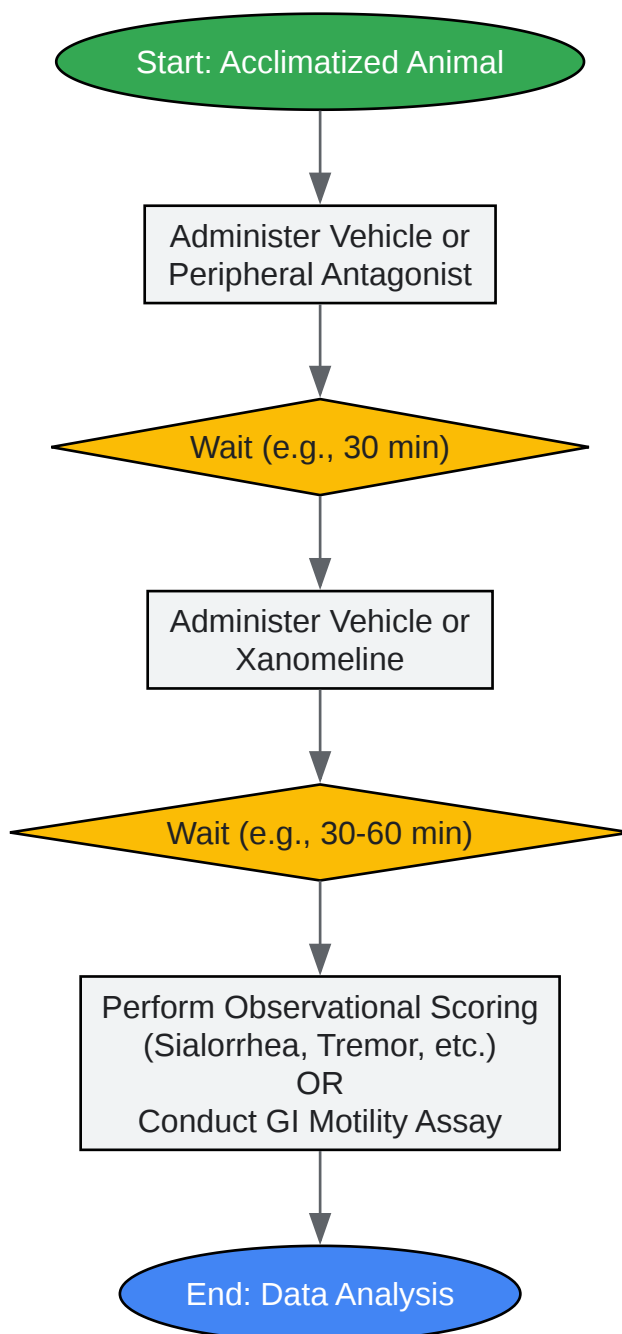 Start: Acclimatized Animal
Administer Vehicle or
Peripheral Antagonist
Wait (e.g., 30 min)
Administer Vehicle or
Xanomeline
Wait (e.g., 30-60 min)
Perform Observational Scoring
(Sialorrhea, Tremor, etc.)
OR
Conduct GI Motility Assay
End: Data Analysis